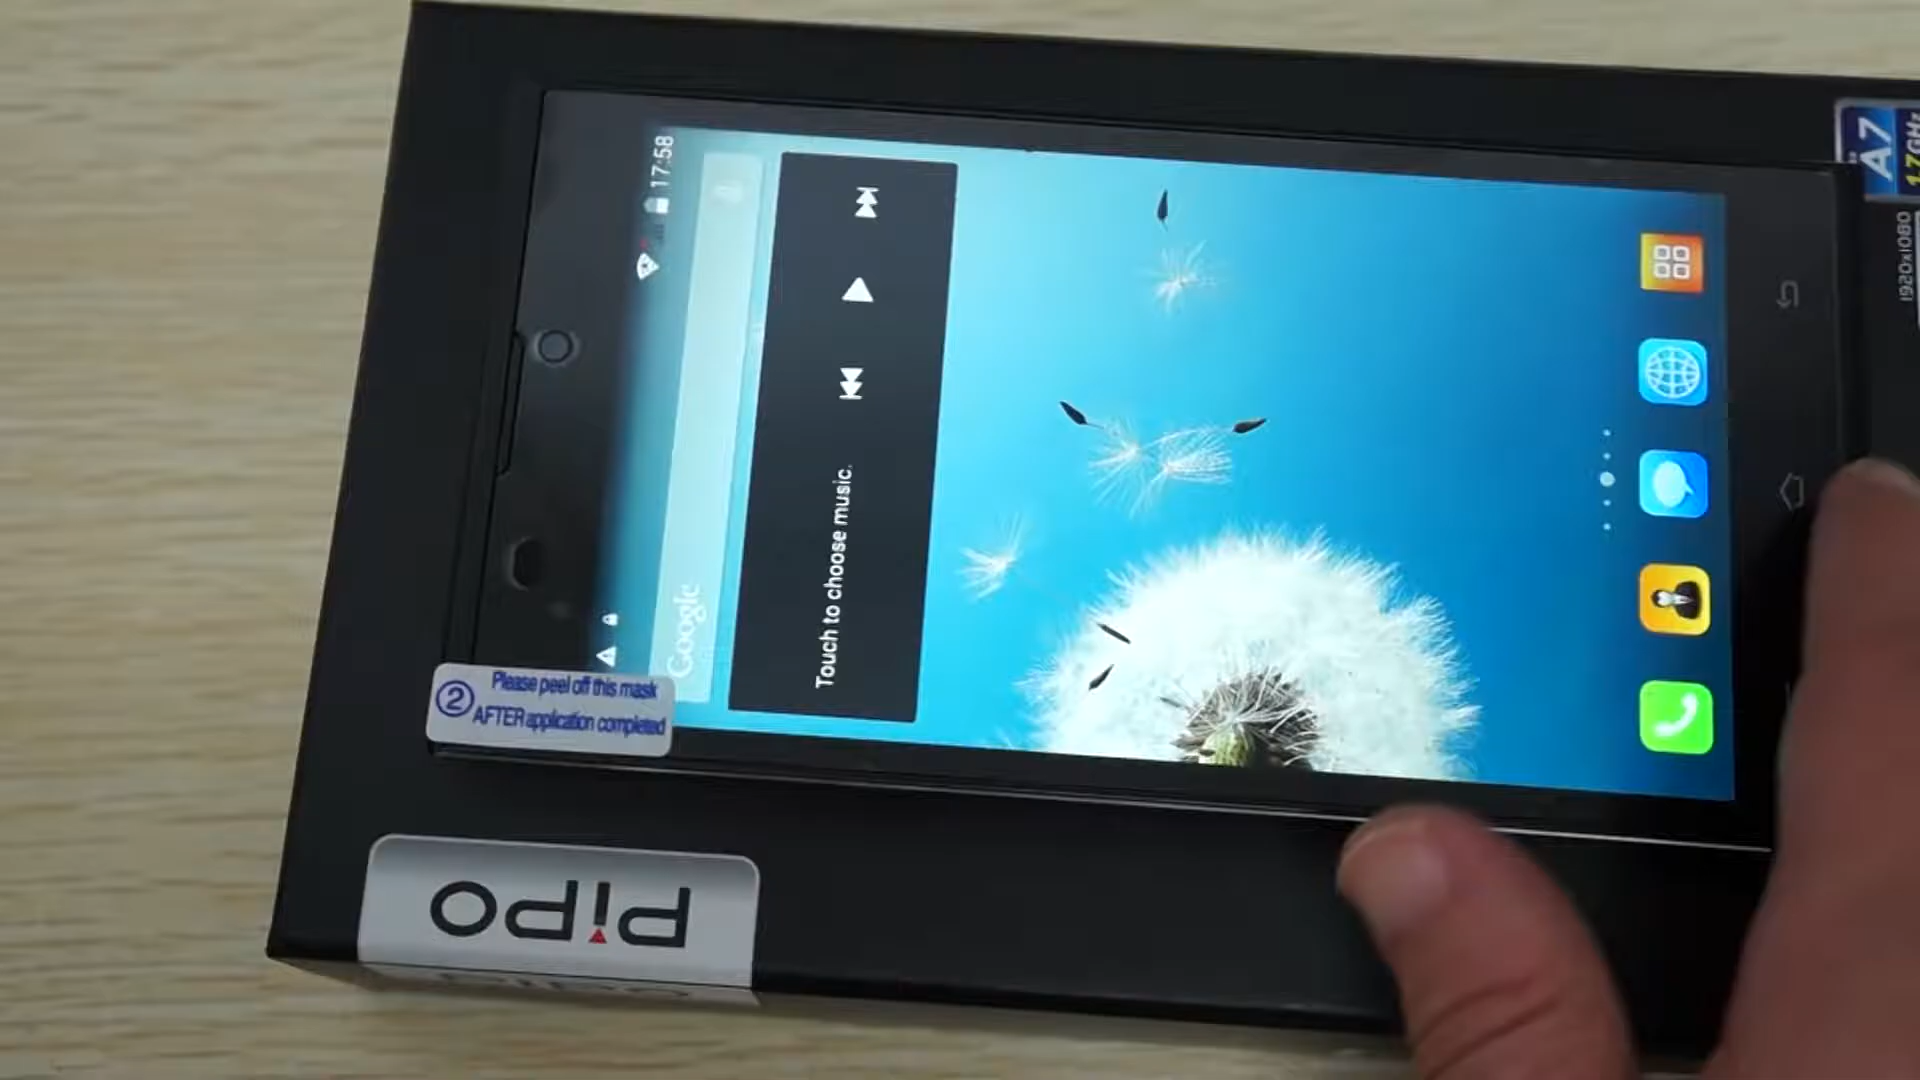 17:58
Google
Touch to choose music.
2
Please peel off this mask
AFTER application completed
PiPO
A7
1.7GHz
1920x1080